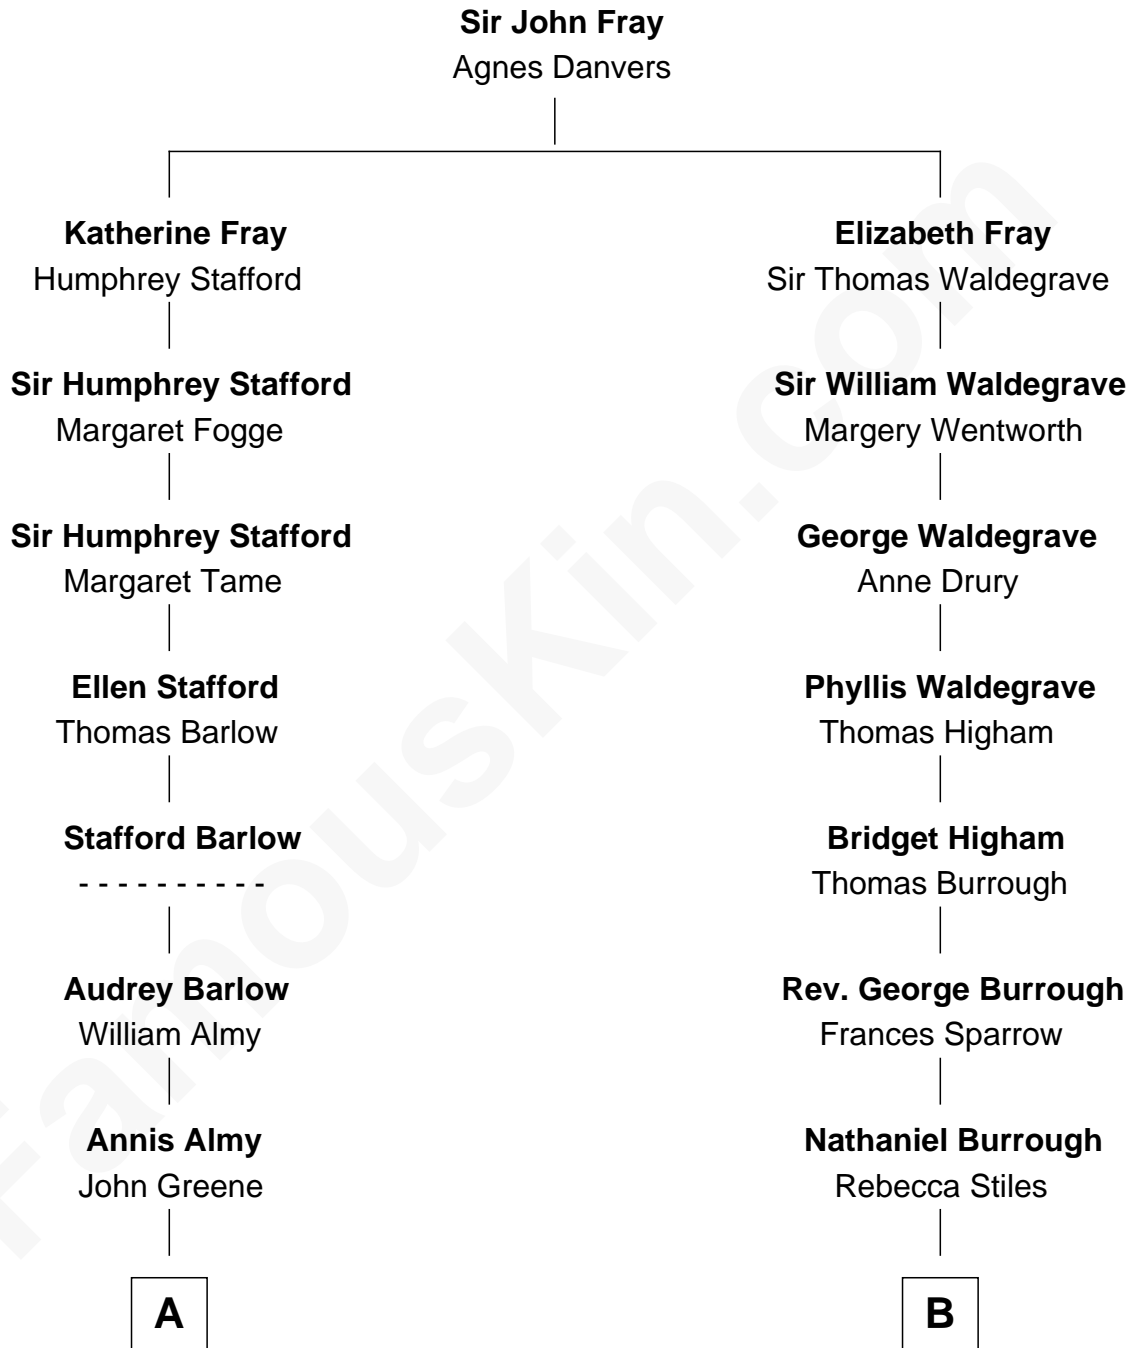 Sir John Fray
Agnes Danvers
Katherine Fray
Humphrey Stafford
Elizabeth Fray
Sir Thomas Waldegrave
Sir Humphrey Stafford
Margaret Fogge
Sir William Waldegrave
Margery Wentworth
Sir Humphrey Stafford
Margaret Tame
George Waldegrave
Anne Drury
Ellen Stafford
Thomas Barlow
Phyllis Waldegrave
Thomas Higham
Stafford Barlow
- - - - - - - - - -
Bridget Higham
Thomas Burrough
Audrey Barlow
William Almy
Rev. George Burrough
Frances Sparrow
Annis Almy
John Greene
Nathaniel Burrough
Rebecca Stiles
A
B
FamousKin.com